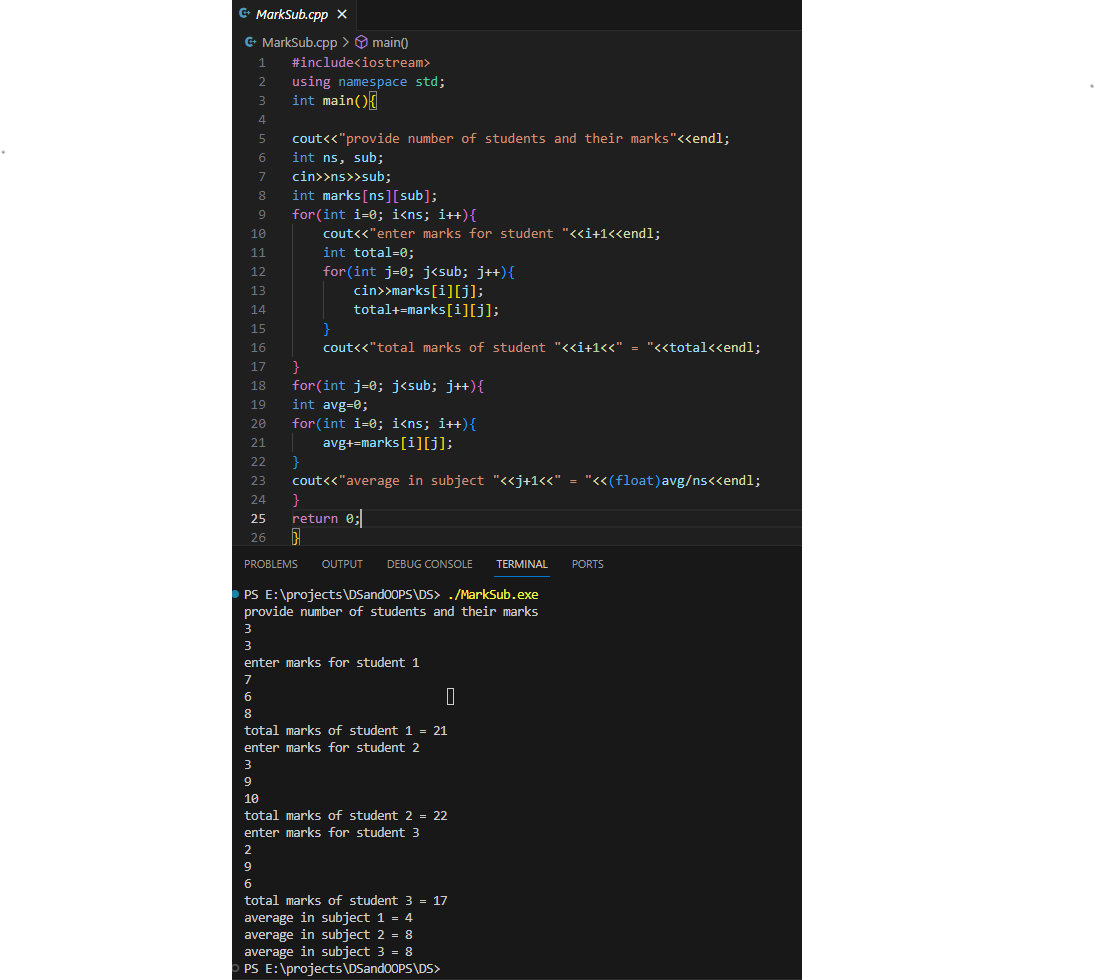 MarkSub.cpp ×
MarkSub.cpp > main()
1 #include<iostream>
2 using namespace std;
3 int main(){
4
5 cout<<"provide number of students and their marks"<<endl;
6 int ns, sub;
7 cin>>ns>>sub;
8 int marks[ns][sub];
9 for(int i=0; i<ns; i++){
10     cout<<"enter marks for student "<<i+1<<endl;
11     int total=0;
12     for(int j=0; j<sub; j++){
13         cin>>marks[i][j];
14         total+=marks[i][j];
15     }
16     cout<<"total marks of student "<<i+1<<" = "<<total<<endl;
17 }
18 for(int j=0; j<sub; j++){
19 int avg=0;
20 for(int i=0; i<ns; i++){
21     avg+=marks[i][j];
22 }
23 cout<<"average in subject "<<j+1<<" = "<<(float)avg/ns<<endl;
24 }
25 return 0;
26 }
PROBLEMS OUTPUT DEBUG CONSOLE TERMINAL PORTS
PS E:\projects\DSandOOPS\DS> ./MarkSub.exe
provide number of students and their marks
3
3
enter marks for student 1
7
6
8
total marks of student 1 = 21
enter marks for student 2
3
9
10
total marks of student 2 = 22
enter marks for student 3
2
9
6
total marks of student 3 = 17
average in subject 1 = 4
average in subject 2 = 8
average in subject 3 = 8
PS E:\projects\DSandOOPS\DS>